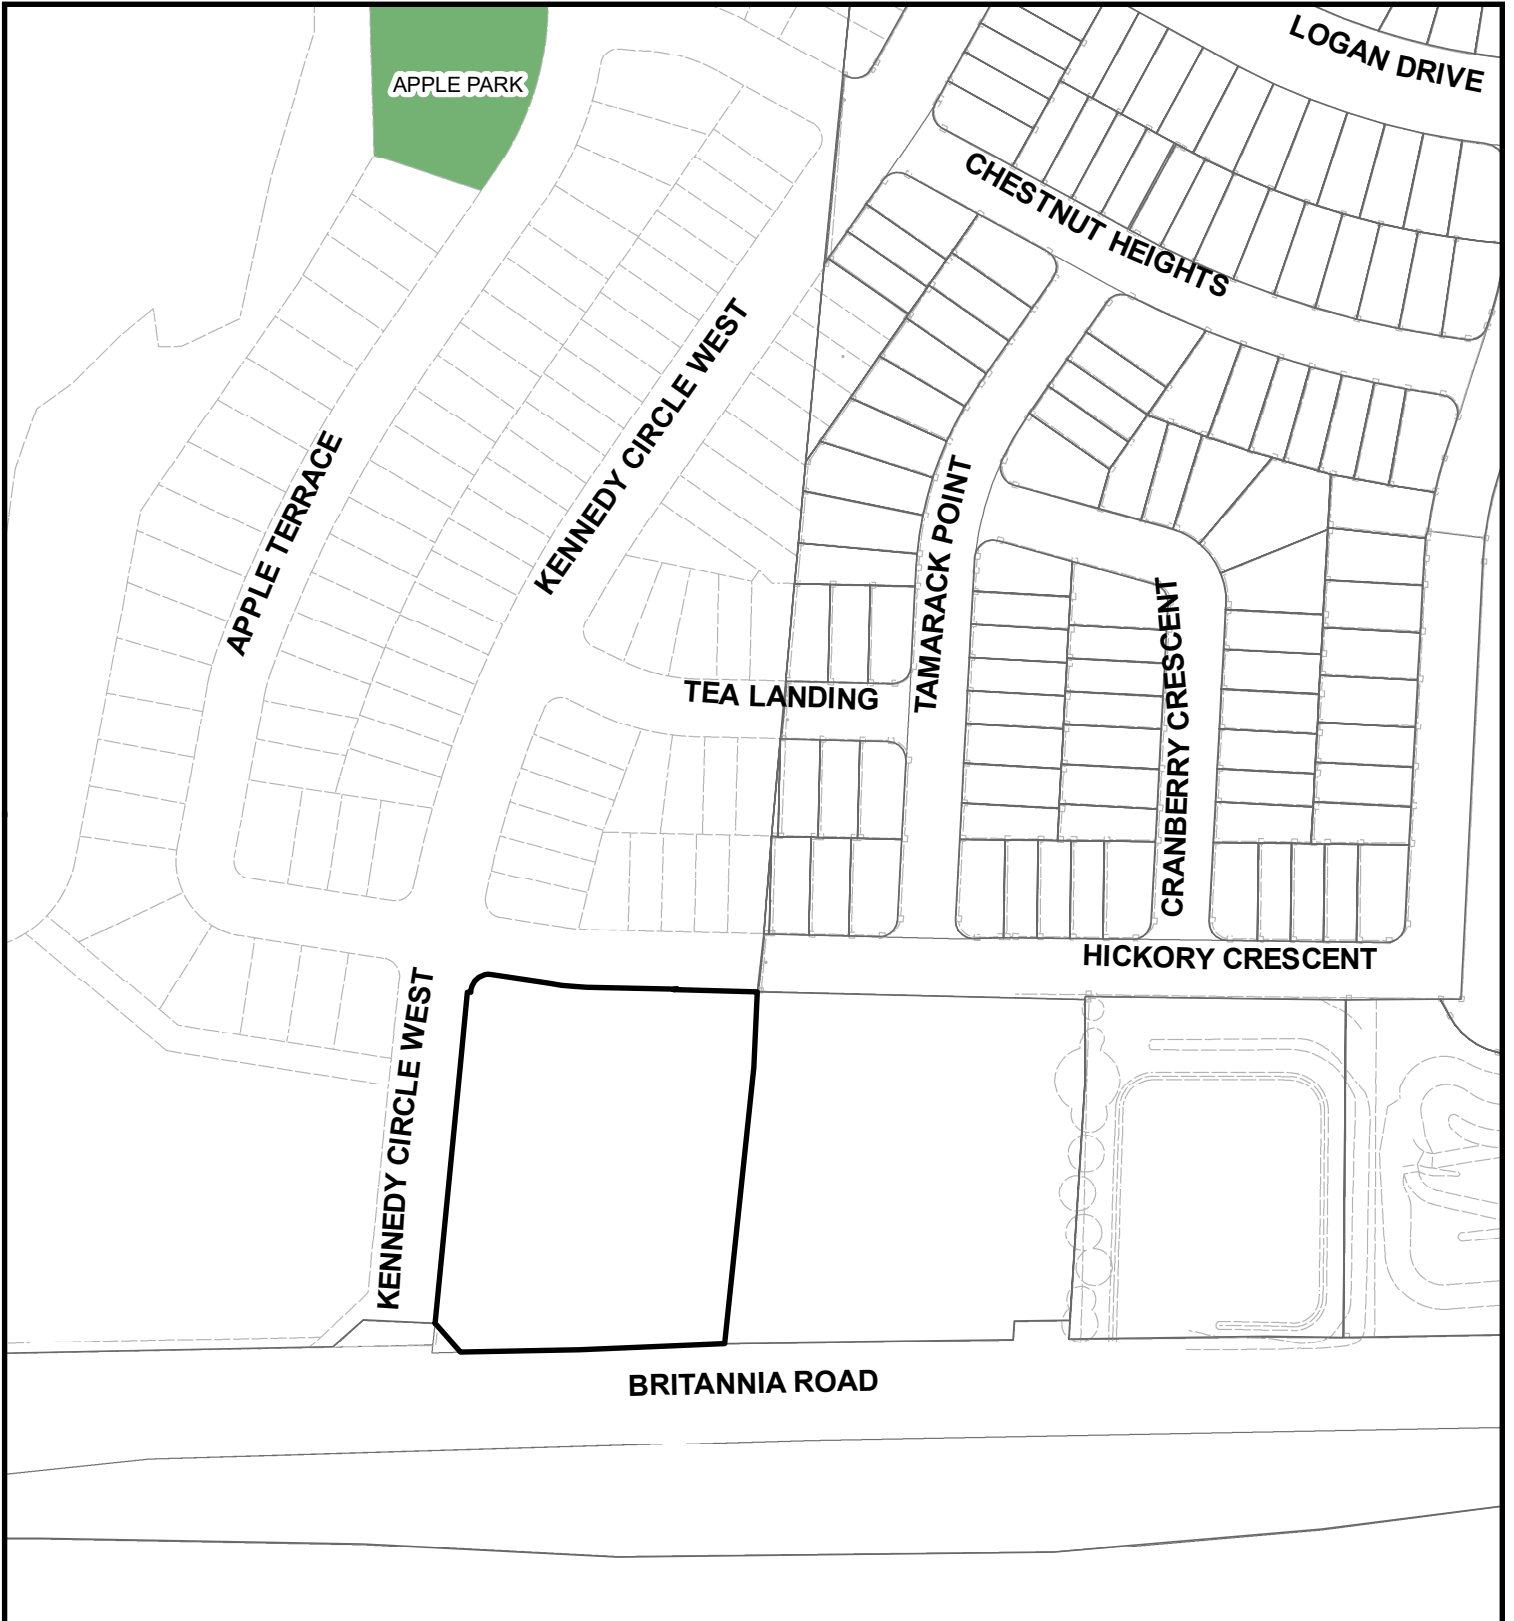 LOGAN DRIVE
APPLE PARK
CHESTNUT HEIGHTS
KENNEDY CIRCLE WEST
APPLE TERRACE
TAMARACK POINT
CRANBERRY CRESCENT
TEA LANDING
HICKORY CRESCENT
KENNEDY CIRCLE WEST
BRITANNIA ROAD